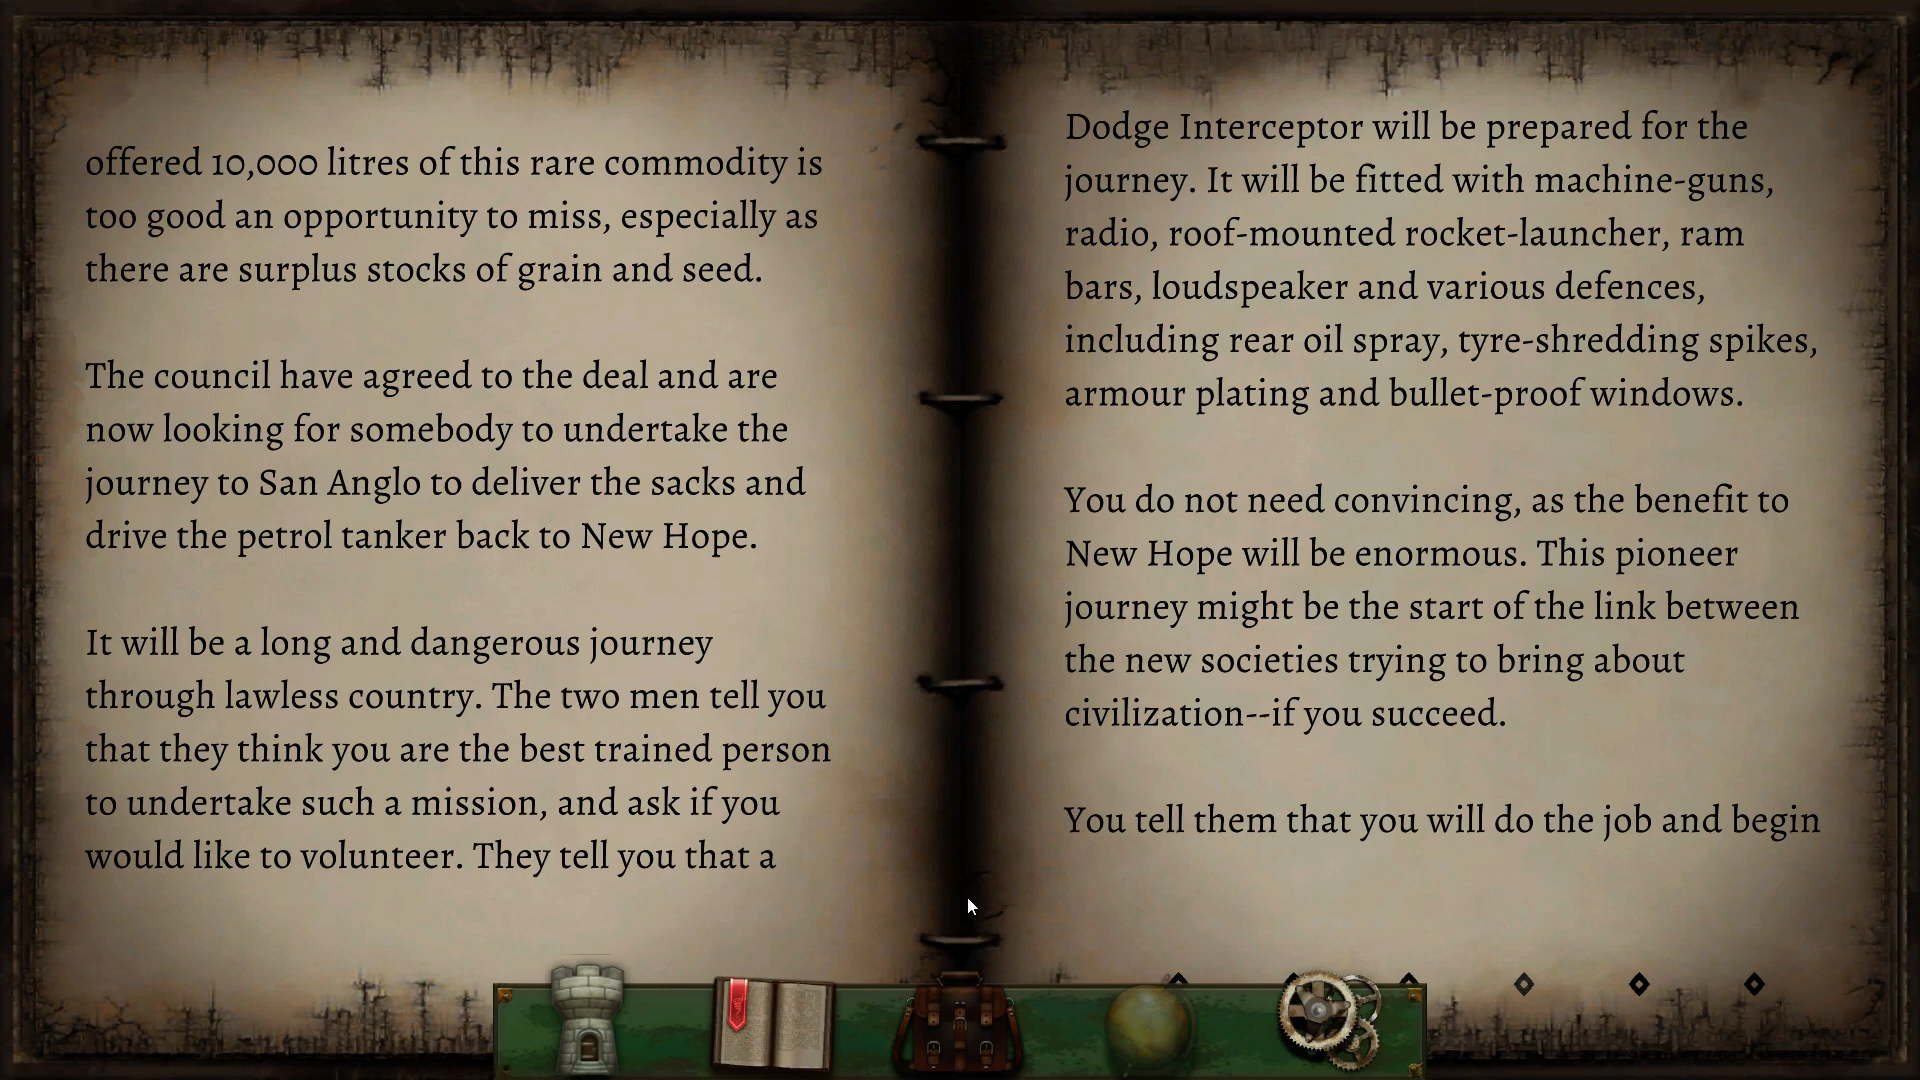 offered 10,000 litres of this rare commodity is
too good an opportunity to miss, especially as
there are surplus stocks of grain and seed.
The council have agreed to the deal and are
now looking for somebody to undertake the
journey to San Anglo to deliver the sacks and
drive the petrol tanker back to New Hope.
It will be a long and dangerous journey
through lawless country. The two men tell you
that they think you are the best trained person
to undertake such a mission, and ask if you
would like to volunteer. They tell you that a
Dodge Interceptor will be prepared for the
journey. It will be fitted with machine-guns,
radio, roof-mounted rocket-launcher, ram
bars, loudspeaker and various defences,
including rear oil spray, tyre-shredding spikes,
armour plating and bullet-proof windows.
You do not need convincing, as the benefit to
New Hope will be enormous. This pioneer
journey might be the start of the link between
the new societies trying to bring about
civilization--if you succeed.
You tell them that you will do the job and begin